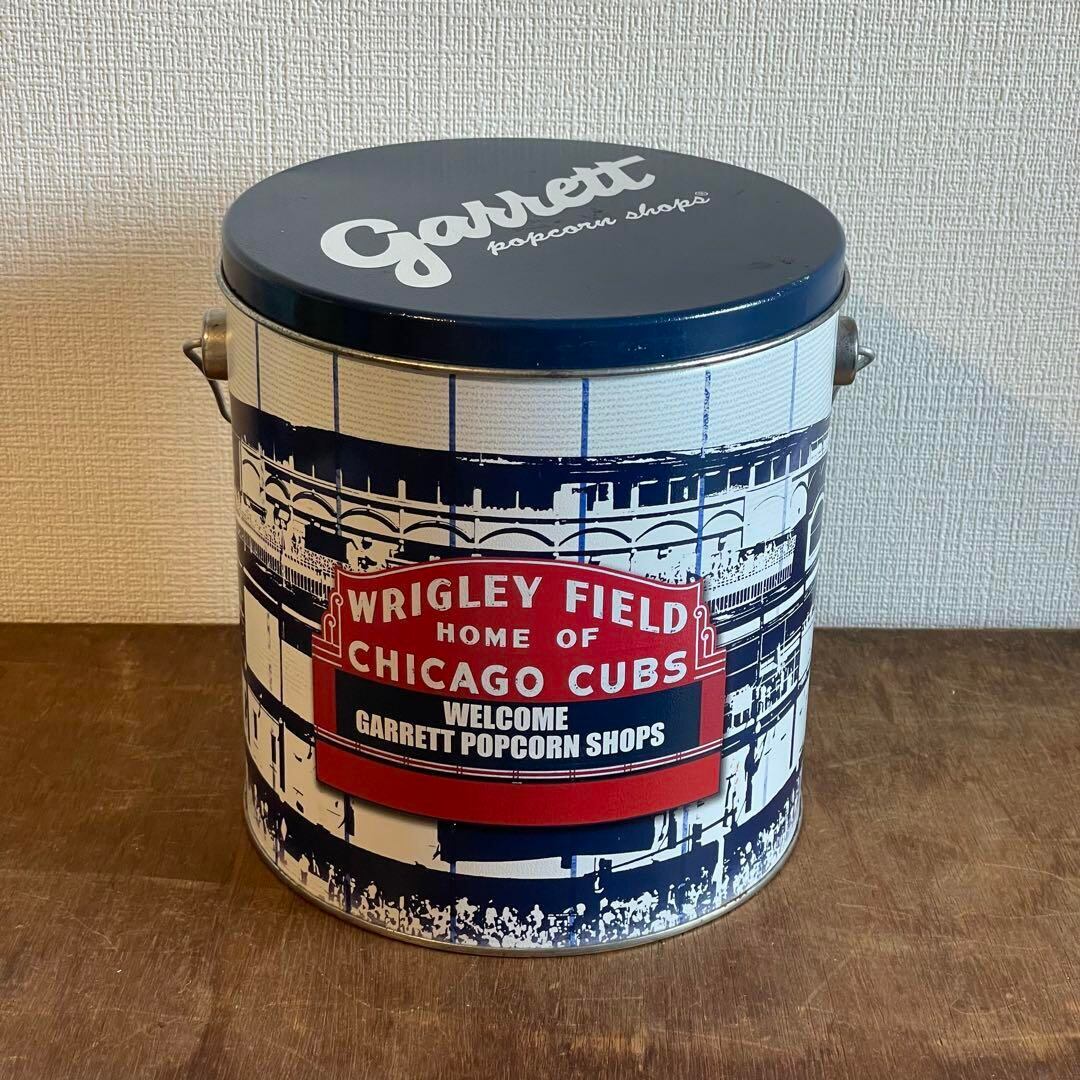 Garrett
popcorn shops®
WRIGLEY FIELD
HOME OF
CHICAGO CUBS
WELCOME
GARRETT POPCORN SHOPS